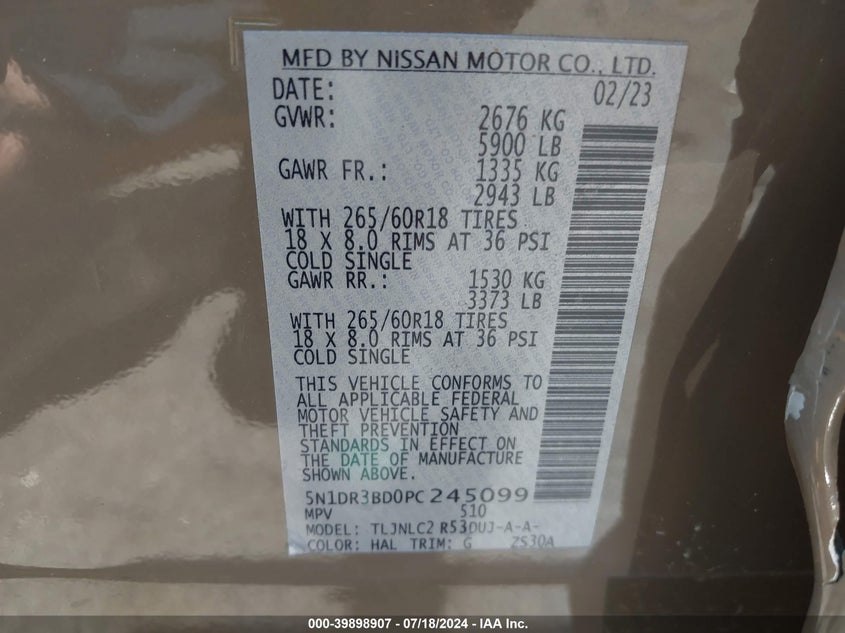 MFD BY NISSAN MOTOR CO., LTD.
DATE: 02/23
GVWR: 2676 KG
5900 LB
GAWR FR.: 1335 KG
2943 LB
WITH 265/60R18 TIRES
18 X 8.0 RIMS AT 36 PSI
COLD SINGLE
GAWR RR.: 1530 KG
3373 LB
WITH 265/60R18 TIRES
18 X 8.0 RIMS AT 36 PSI
COLD SINGLE
THIS VEHICLE CONFORMS TO
ALL APPLICABLE FEDERAL
MOTOR VEHICLE SAFETY AND
THEFT PREVENTION
STANDARDS IN EFFECT ON
THE DATE OF MANUFACTURE
SHOWN ABOVE.
5N1DR3BD0PC245099
MPV 510
MODEL: TLJNLC2 R53DUJ-A-A-
COLOR: HAL TRIM: G ZS30A
000-39898907 - 07/18/2024 - IAA Inc.